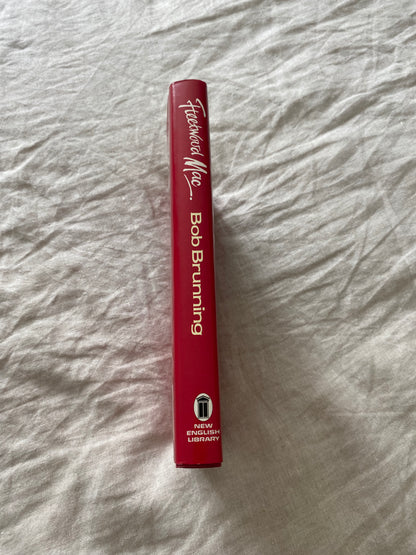 Fleetwood Mac.
Bob Brunning
NEW
ENGLISH
LIBRARY